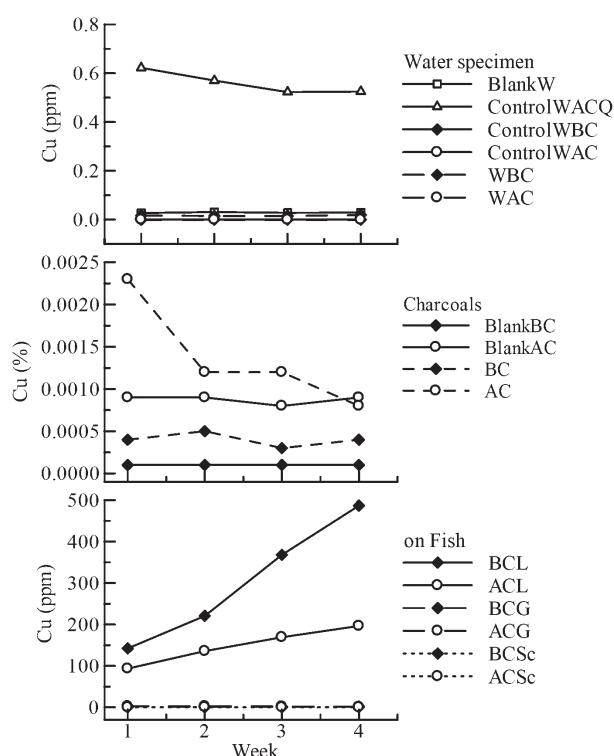 0.8
0.6
0.4
0.2
0.0
Cu (ppm)
Water specimen
BlankW
ControlWACQ
ControlWBC
ControlWAC
WBC
WAC
0.0025
0.0020
0.0015
0.0010
0.0005
0.0000
Cu (%)
Charcoals
BlankBC
BlankAC
BC
AC
500
400
300
200
100
0
Cu (ppm)
on Fish
BCL
ACL
BCG
ACG
BCSc
ACSc
1 2 3 4
Week